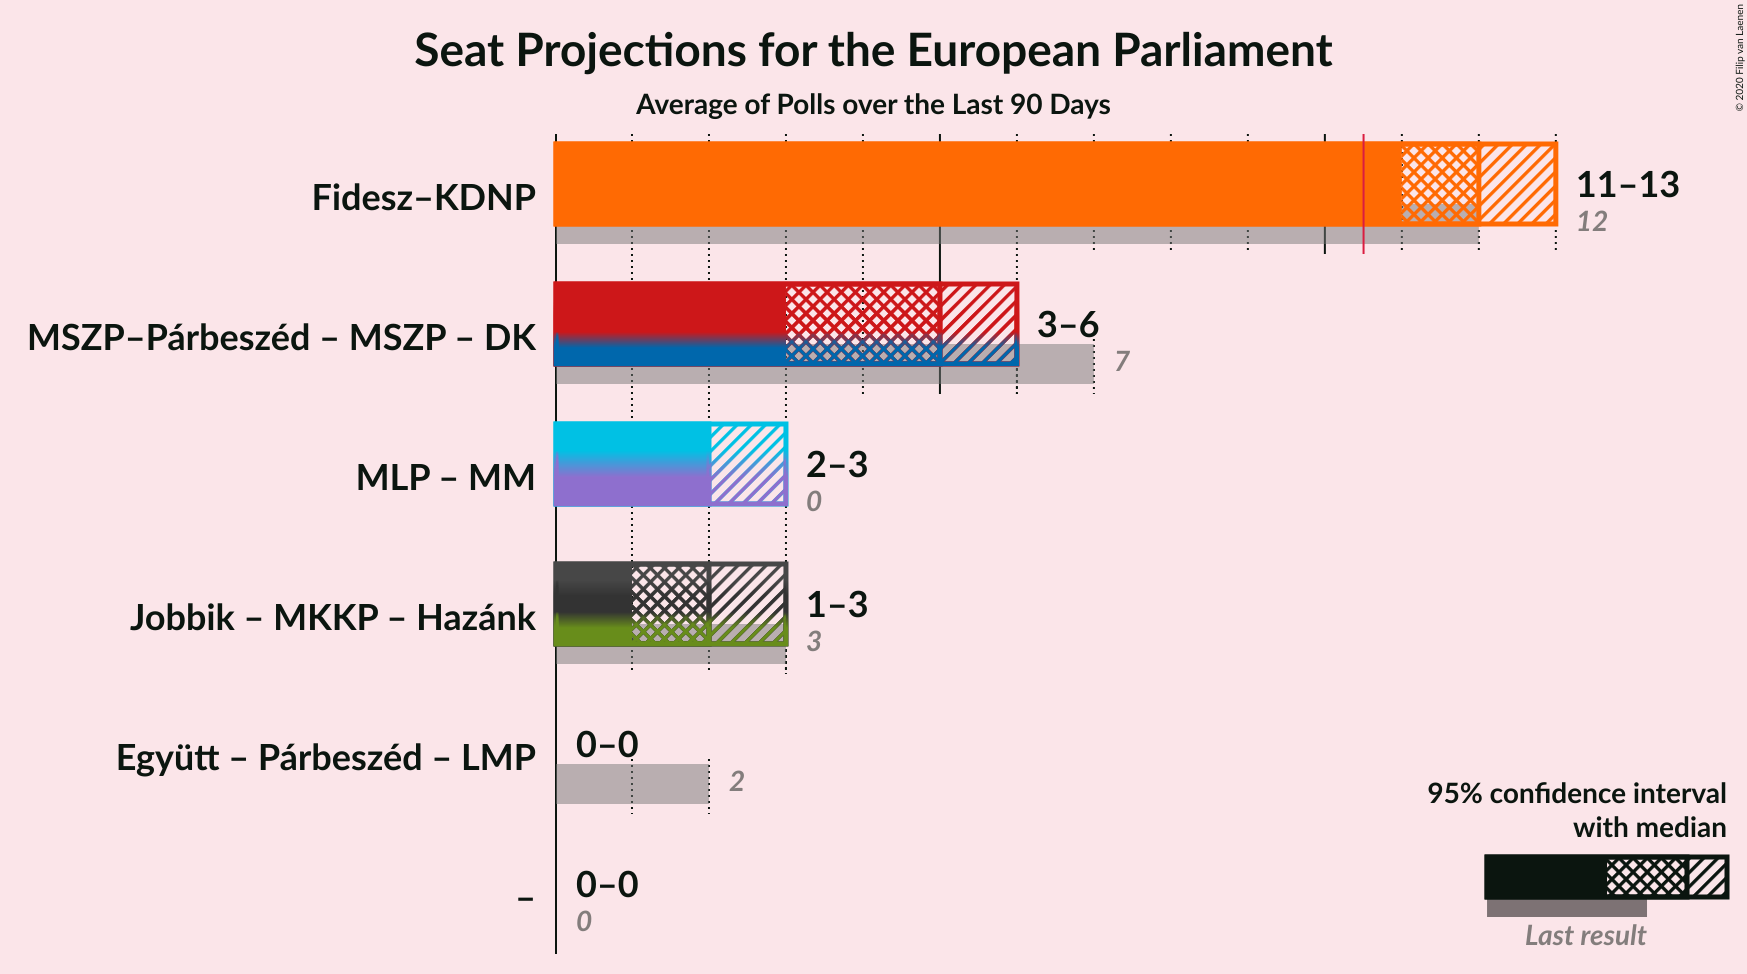 Seat Projections for the European Parliament
Average of Polls over the Last 90 Days
© 2020 Filip van Laenen
Fidesz–KDNP
11–13
12
MSZP–Párbeszéd – MSZP – DK
3–6
7
MLP – MM
2–3
0
Jobbik – MKKP – Hazánk
1–3
3
Együtt – Párbeszéd – LMP
0–0
2
–
0–0
0
95% confidence interval
with median
Last result